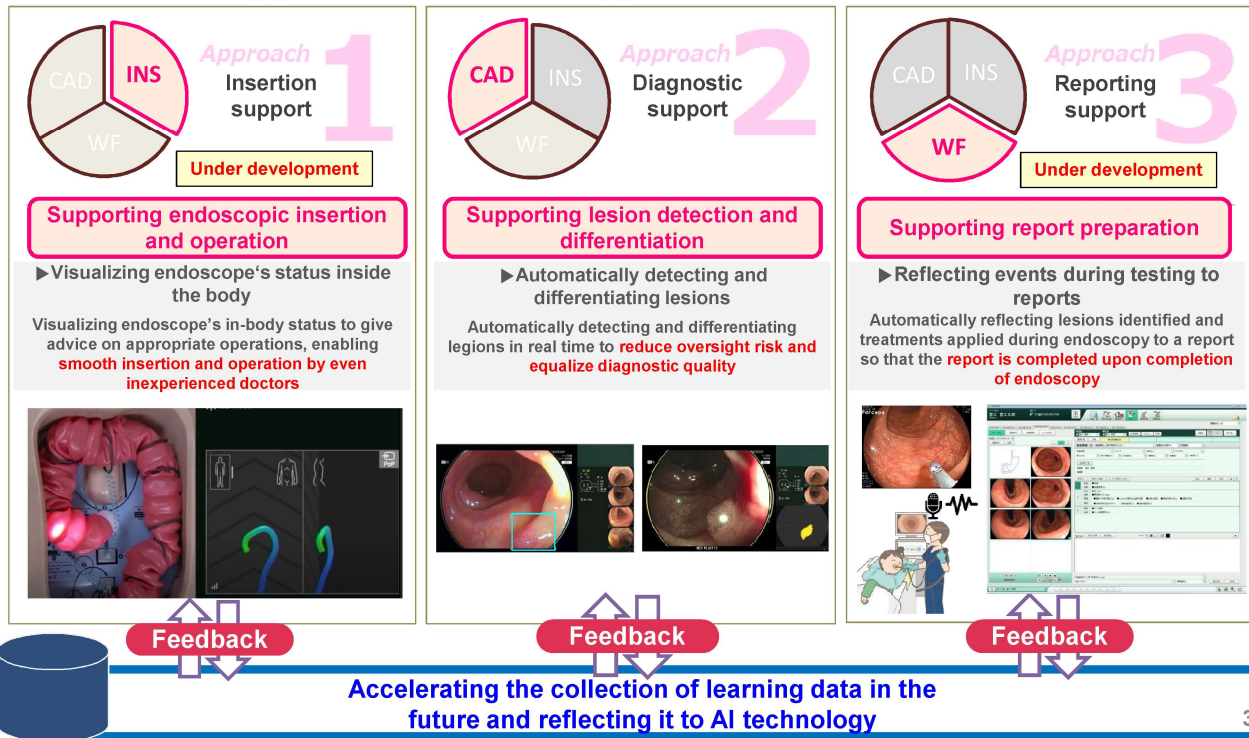 CAD
INS
WF
Approach
1
Insertion
support
Under development
Supporting endoscopic insertion
and operation
▶Visualizing endoscope‘s status inside
the body
Visualizing endoscope’s in-body status to give
advice on appropriate operations, enabling
smooth insertion and operation by even
inexperienced doctors
PoP
Feedback
CAD
INS
WF
Approach
2
Diagnostic
support
Supporting lesion detection and
differentiation
▶Automatically detecting and
differentiating lesions
Automatically detecting and differentiating
legions in real time to reduce oversight risk and
equalize diagnostic quality
Feedback
CAD
INS
WF
Approach
3
Reporting
support
Under development
Supporting report preparation
▶Reflecting events during testing to
reports
Automatically reflecting lesions identified and
treatments applied during endoscopy to a report
so that the report is completed upon completion
of endoscopy
Forceps
Feedback
Accelerating the collection of learning data in the
future and reflecting it to AI technology
3